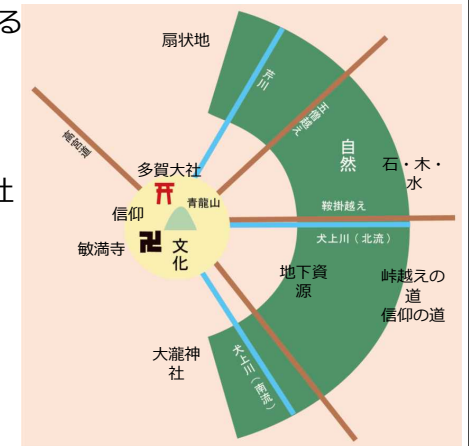 る
社
扇状地
芹川
五僧越え
高宮道
自然
石・木・
水
多賀大社
青龍山
信仰
敏満寺
文化
鞍掛越え
犬上川（北流）
地下資
源
峠越えの
道
信仰の道
大瀧神
社
犬上川（南流）